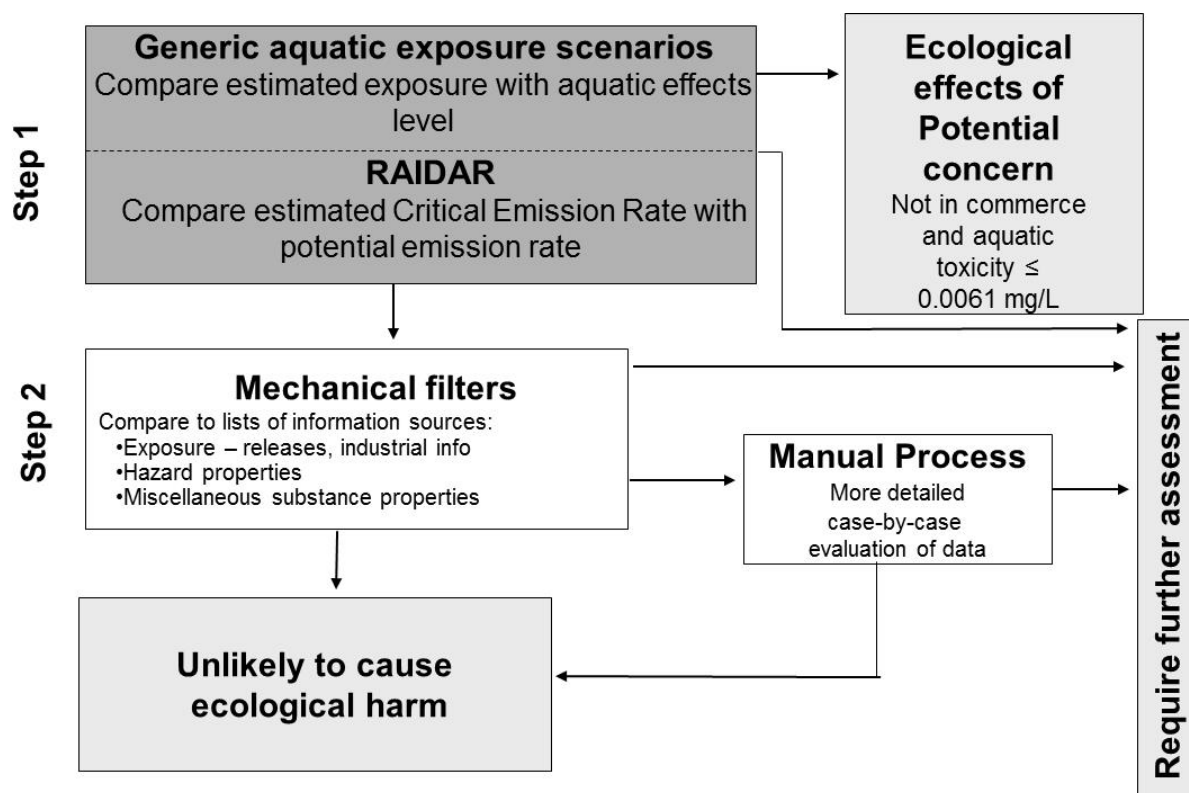 Step 1
Generic aquatic exposure scenarios
Compare estimated exposure with aquatic effects
level
RAIDAR
Compare estimated Critical Emission Rate with
potential emission rate
Ecological
effects of
Potential
concern
Not in commerce
and aquatic
toxicity ≤
0.0061 mg/L
Step 2
Mechanical filters
Compare to lists of information sources:
•Exposure – releases, industrial info
•Hazard properties
•Miscellaneous substance properties
Manual Process
More detailed
case-by-case
evaluation of data
Unlikely to cause
ecological harm
Require further assessment